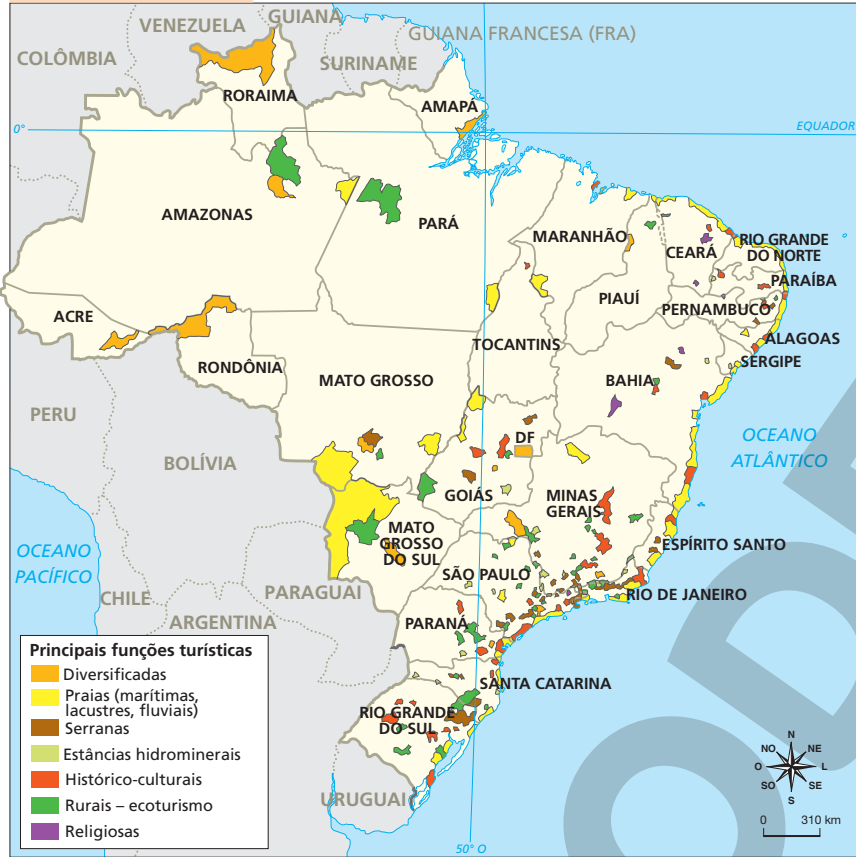 GUIANA
VENEZUELA
GUIANA FRANCESA (FRA)
COLÔMBIA
SURINAME
RORAIMA
AMAPÁ
0°
EQUADOR
AMAZONAS
PARÁ
MARANHÃO
CEARÁ
RIO GRANDE
DO NORTE
PARAÍBA
PIAUÍ
PERNAMBUCO
ACRE
ALAGOAS
TOCANTINS
SERGIPE
RONDÔNIA
MATO GROSSO
BAHIA
PERU
DF
OCEANO
ATLÂNTICO
BOLÍVIA
GOIÁS
MINAS
GERAIS
MATO
GROSSO
DO SUL
ESPÍRITO SANTO
OCEANO
PACÍFICO
SÃO PAULO
RIO DE JANEIRO
CHILE
PARAGUAI
ARGENTINA
PARANÁ
SANTA CATARINA
RIO GRANDE
DO SUL
URUGUAI
Principais funções turísticas
Diversificadas
Praias (marítimas,
lacustres, fluviais)
Serranas
Estâncias hidrominerais
Histórico-culturais
Rurais – ecoturismo
Religiosas
N
NO NE
O L
SO SE
S
0 310 km
50° O
OD